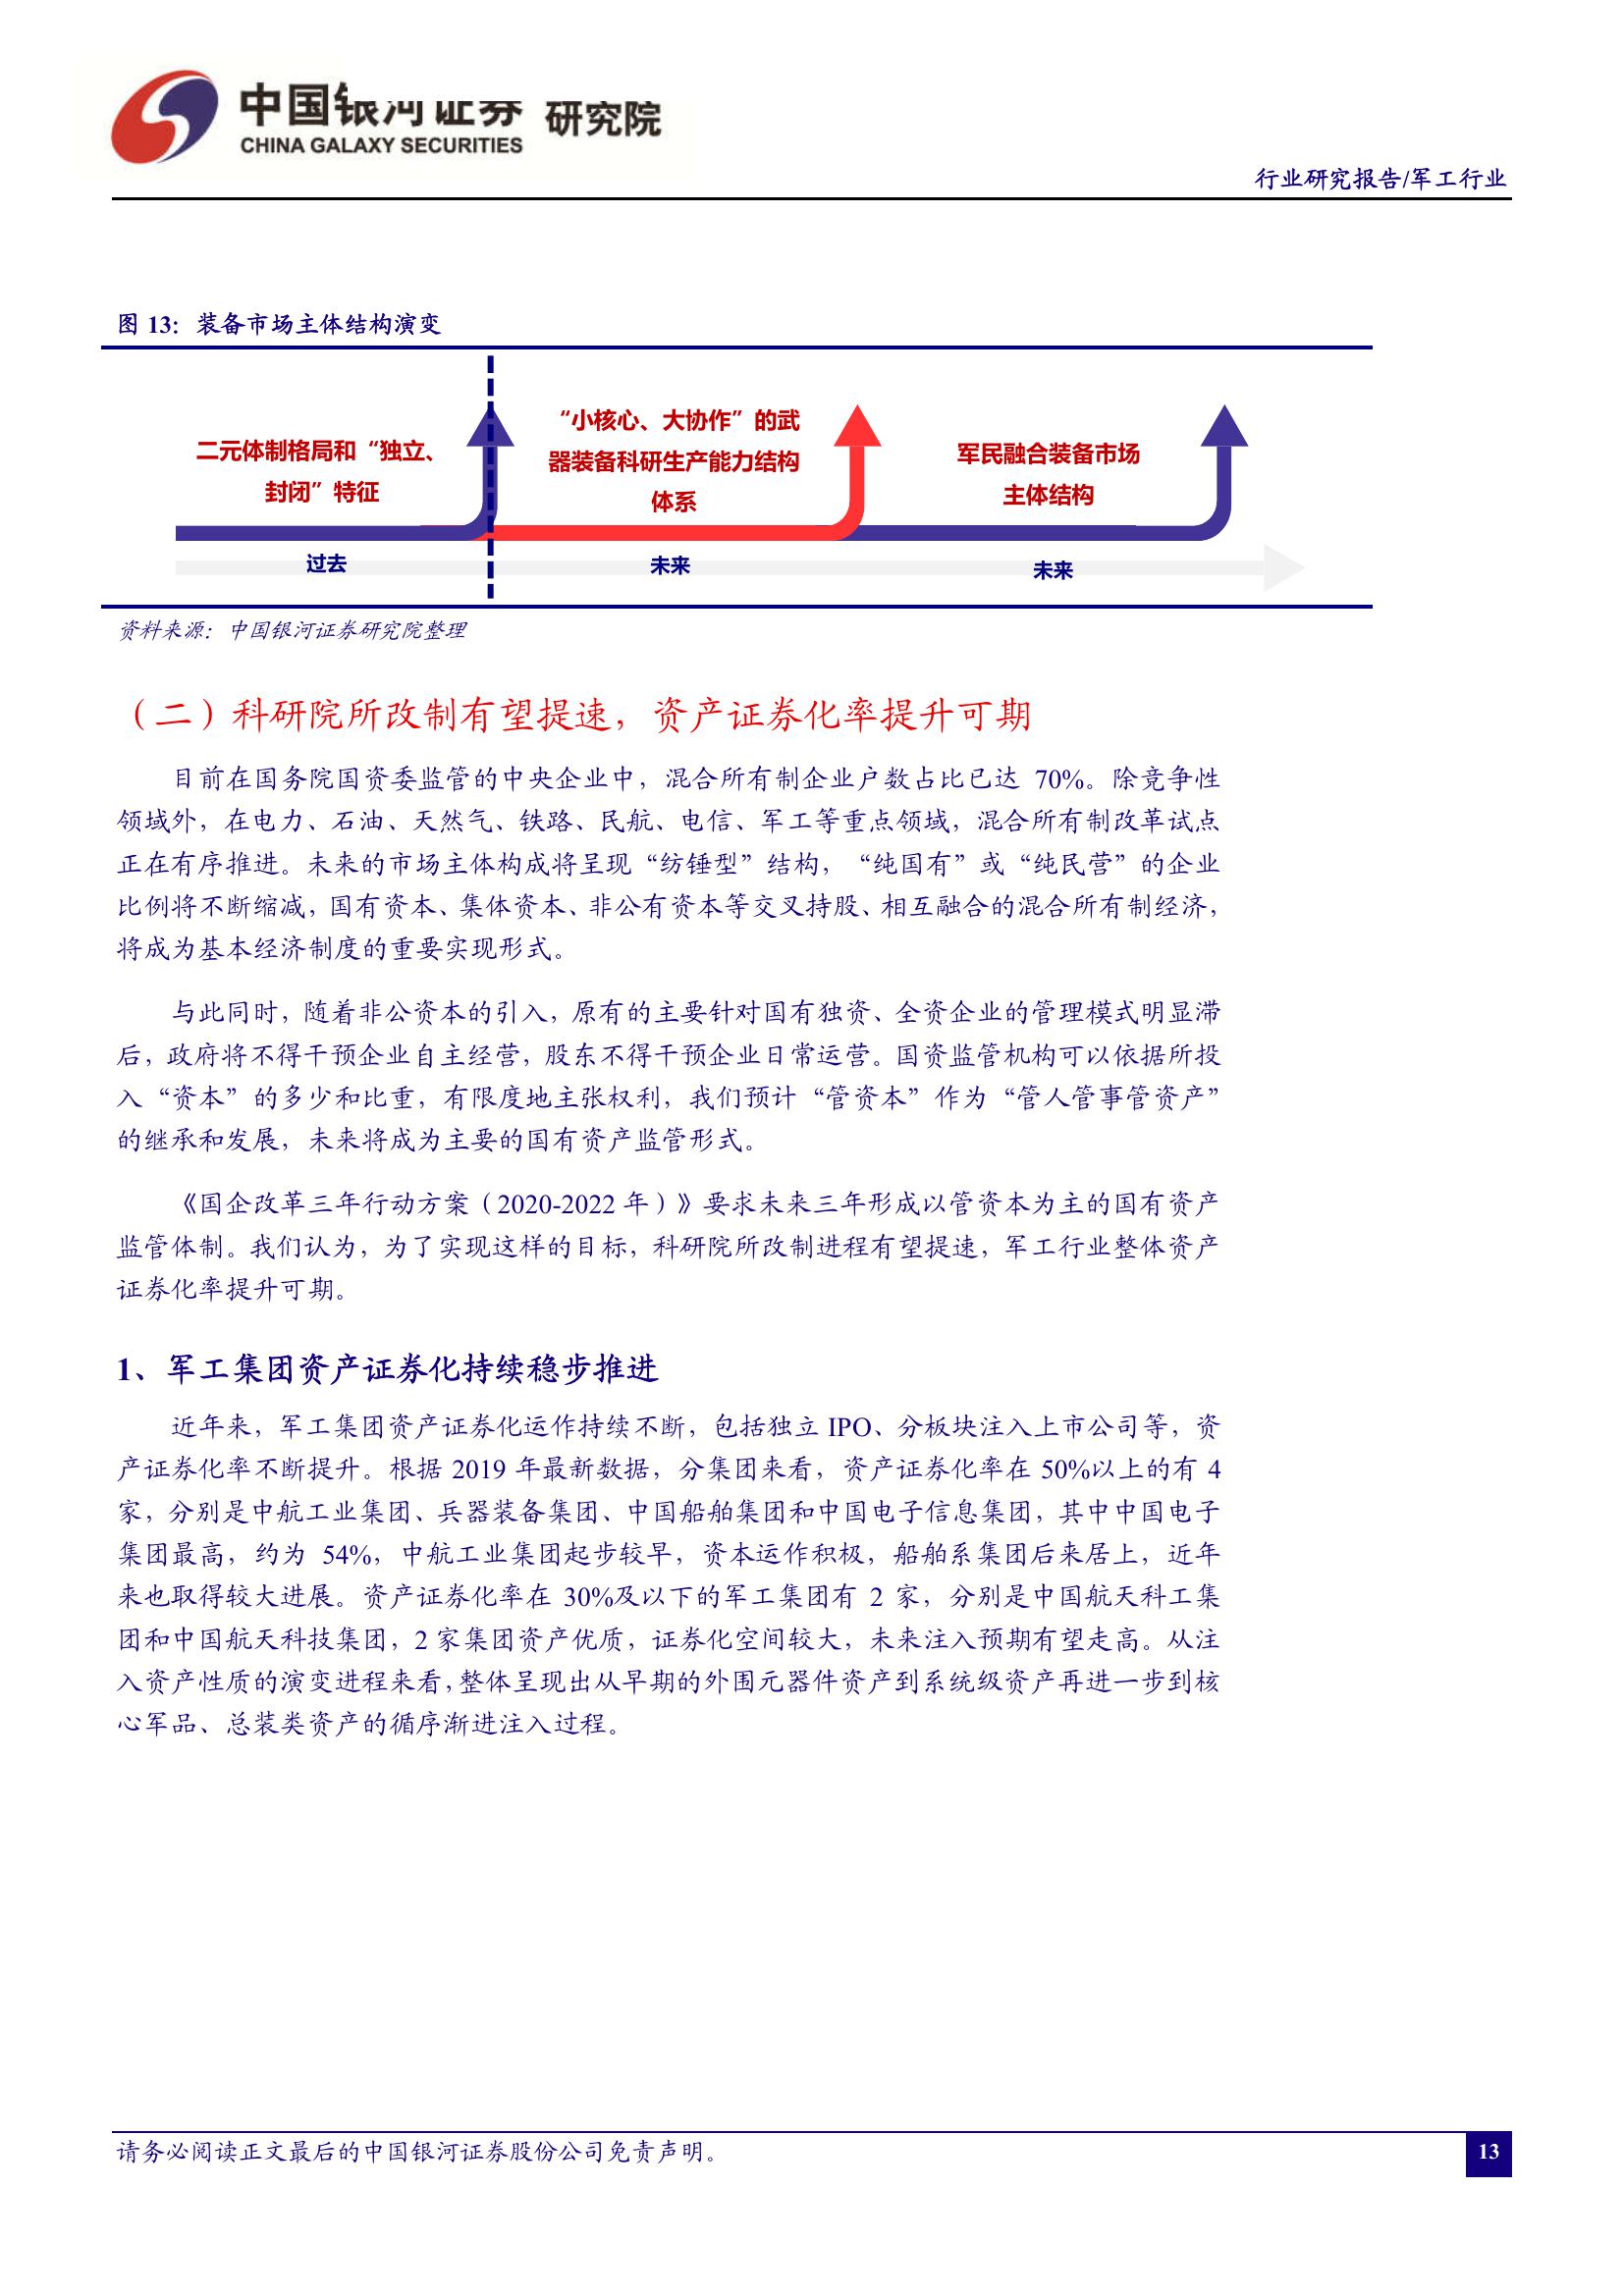 中国银河证券 研究院
CHINA GALAXY SECURITIES
行业研究报告/军工行业
图 13：装备市场主体结构演变
二元体制格局和“独立、
封闭”特征
“小核心、大协作”的武
器装备科研生产能力结构
体系
军民融合装备市场
主体结构
过去
未来
未来
资料来源：中国银河证券研究院整理
（二）科研院所改制有望提速，资产证券化率提升可期
目前在国务院国资委监管的中央企业中，混合所有制企业户数占比已达 70%。除竞争性
领域外，在电力、石油、天然气、铁路、民航、电信、军工等重点领域，混合所有制改革试点
正在有序推进。未来的市场主体构成将呈现“纺锤型”结构，“纯国有”或“纯民营”的企业
比例将不断缩减，国有资本、集体资本、非公有资本等交叉持股、相互融合的混合所有制经济，
将成为基本经济制度的重要实现形式。
与此同时，随着非公资本的引入，原有的主要针对国有独资、全资企业的管理模式明显滞
后，政府将不得干预企业自主经营，股东不得干预企业日常运营。国资监管机构可以依据所投
入“资本”的多少和比重，有限度地主张权利，我们预计“管资本”作为“管人管事管资产”
的继承和发展，未来将成为主要的国有资产监管形式。
《国企改革三年行动方案（2020-2022 年）》要求未来三年形成以管资本为主的国有资产
监管体制。我们认为，为了实现这样的目标，科研院所改制进程有望提速，军工行业整体资产
证券化率提升可期。
1、军工集团资产证券化持续稳步推进
近年来，军工集团资产证券化运作持续不断，包括独立 IPO、分板块注入上市公司等，资
产证券化率不断提升。根据 2019 年最新数据，分集团来看，资产证券化率在 50%以上的有 4
家，分别是中航工业集团、兵器装备集团、中国船舶集团和中国电子信息集团，其中中国电子
集团最高，约为 54%，中航工业集团起步较早，资本运作积极，船舶系集团后来居上，近年
来也取得较大进展。资产证券化率在 30%及以下的军工集团有 2 家，分别是中国航天科工集
团和中国航天科技集团，2 家集团资产优质，证券化空间较大，未来注入预期有望走高。从注
入资产性质的演变进程来看，整体呈现出从早期的外围元器件资产到系统级资产再进一步到核
心军品、总装类资产的循序渐进注入过程。
请务必阅读正文最后的中国银河证券股份公司免责声明。
13